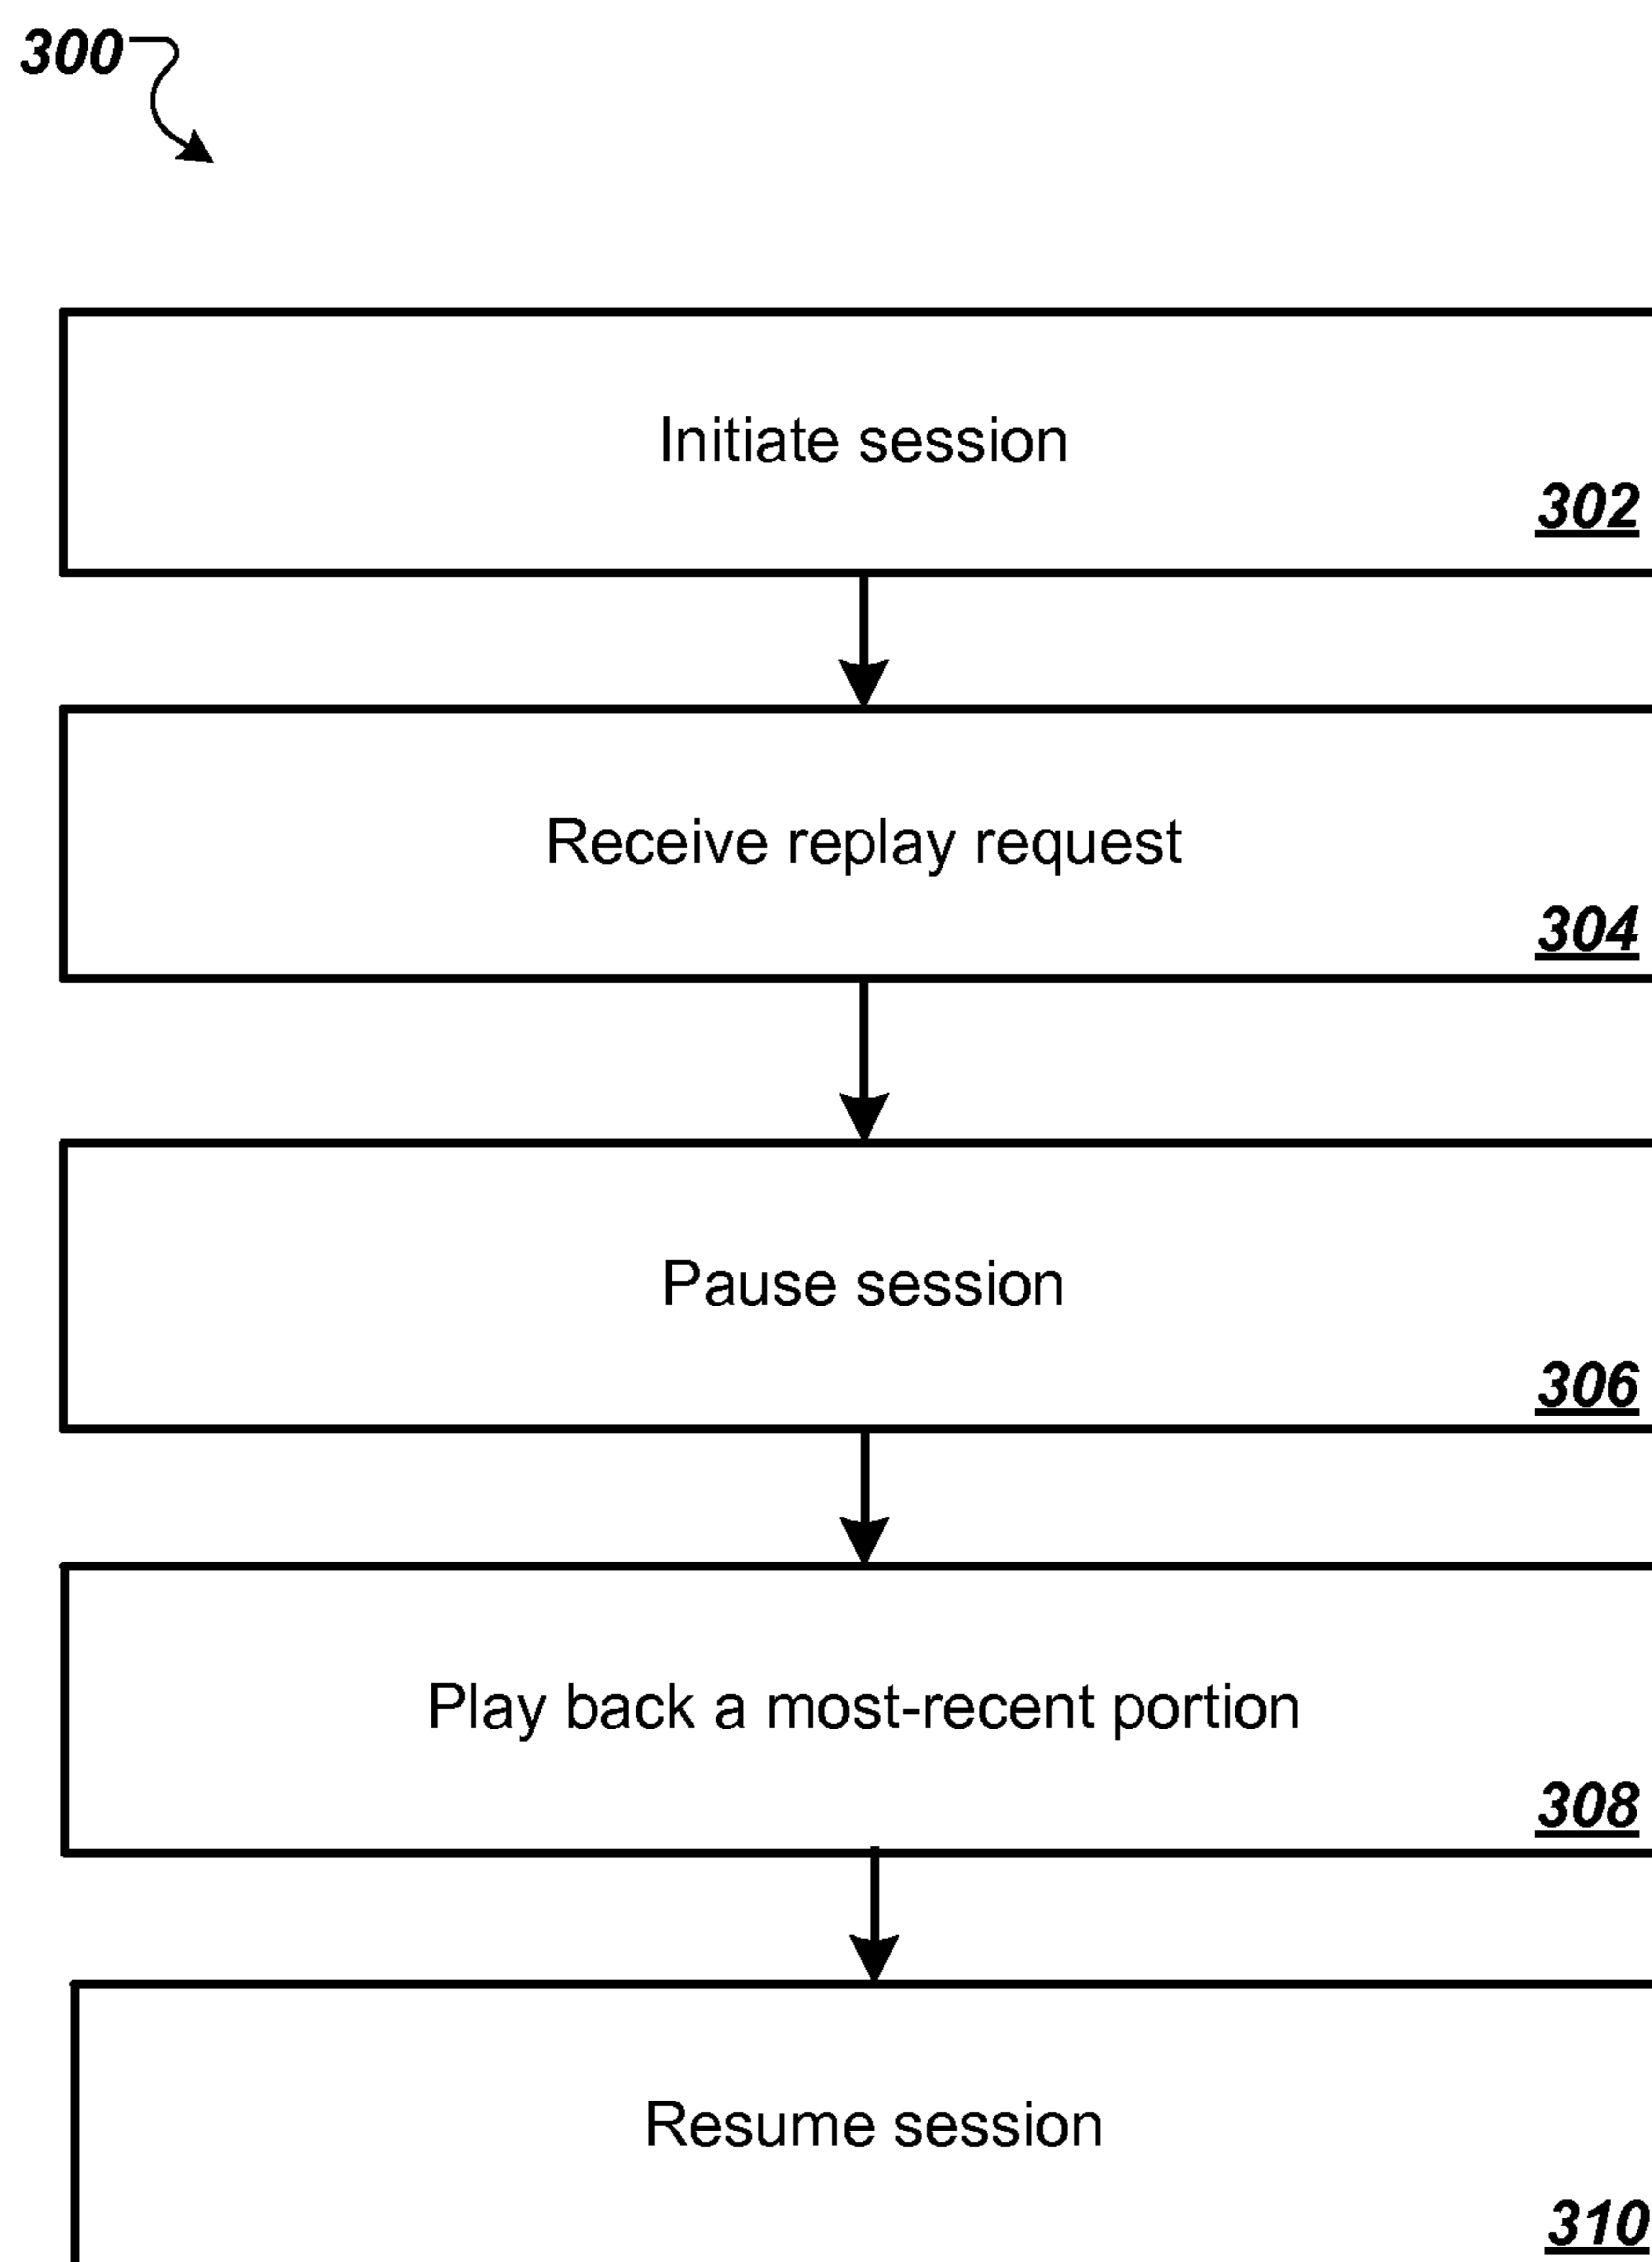 300
Initiate session
302
Receive replay request
304
Pause session
306
Play back a most-recent portion
308
Resume session
310